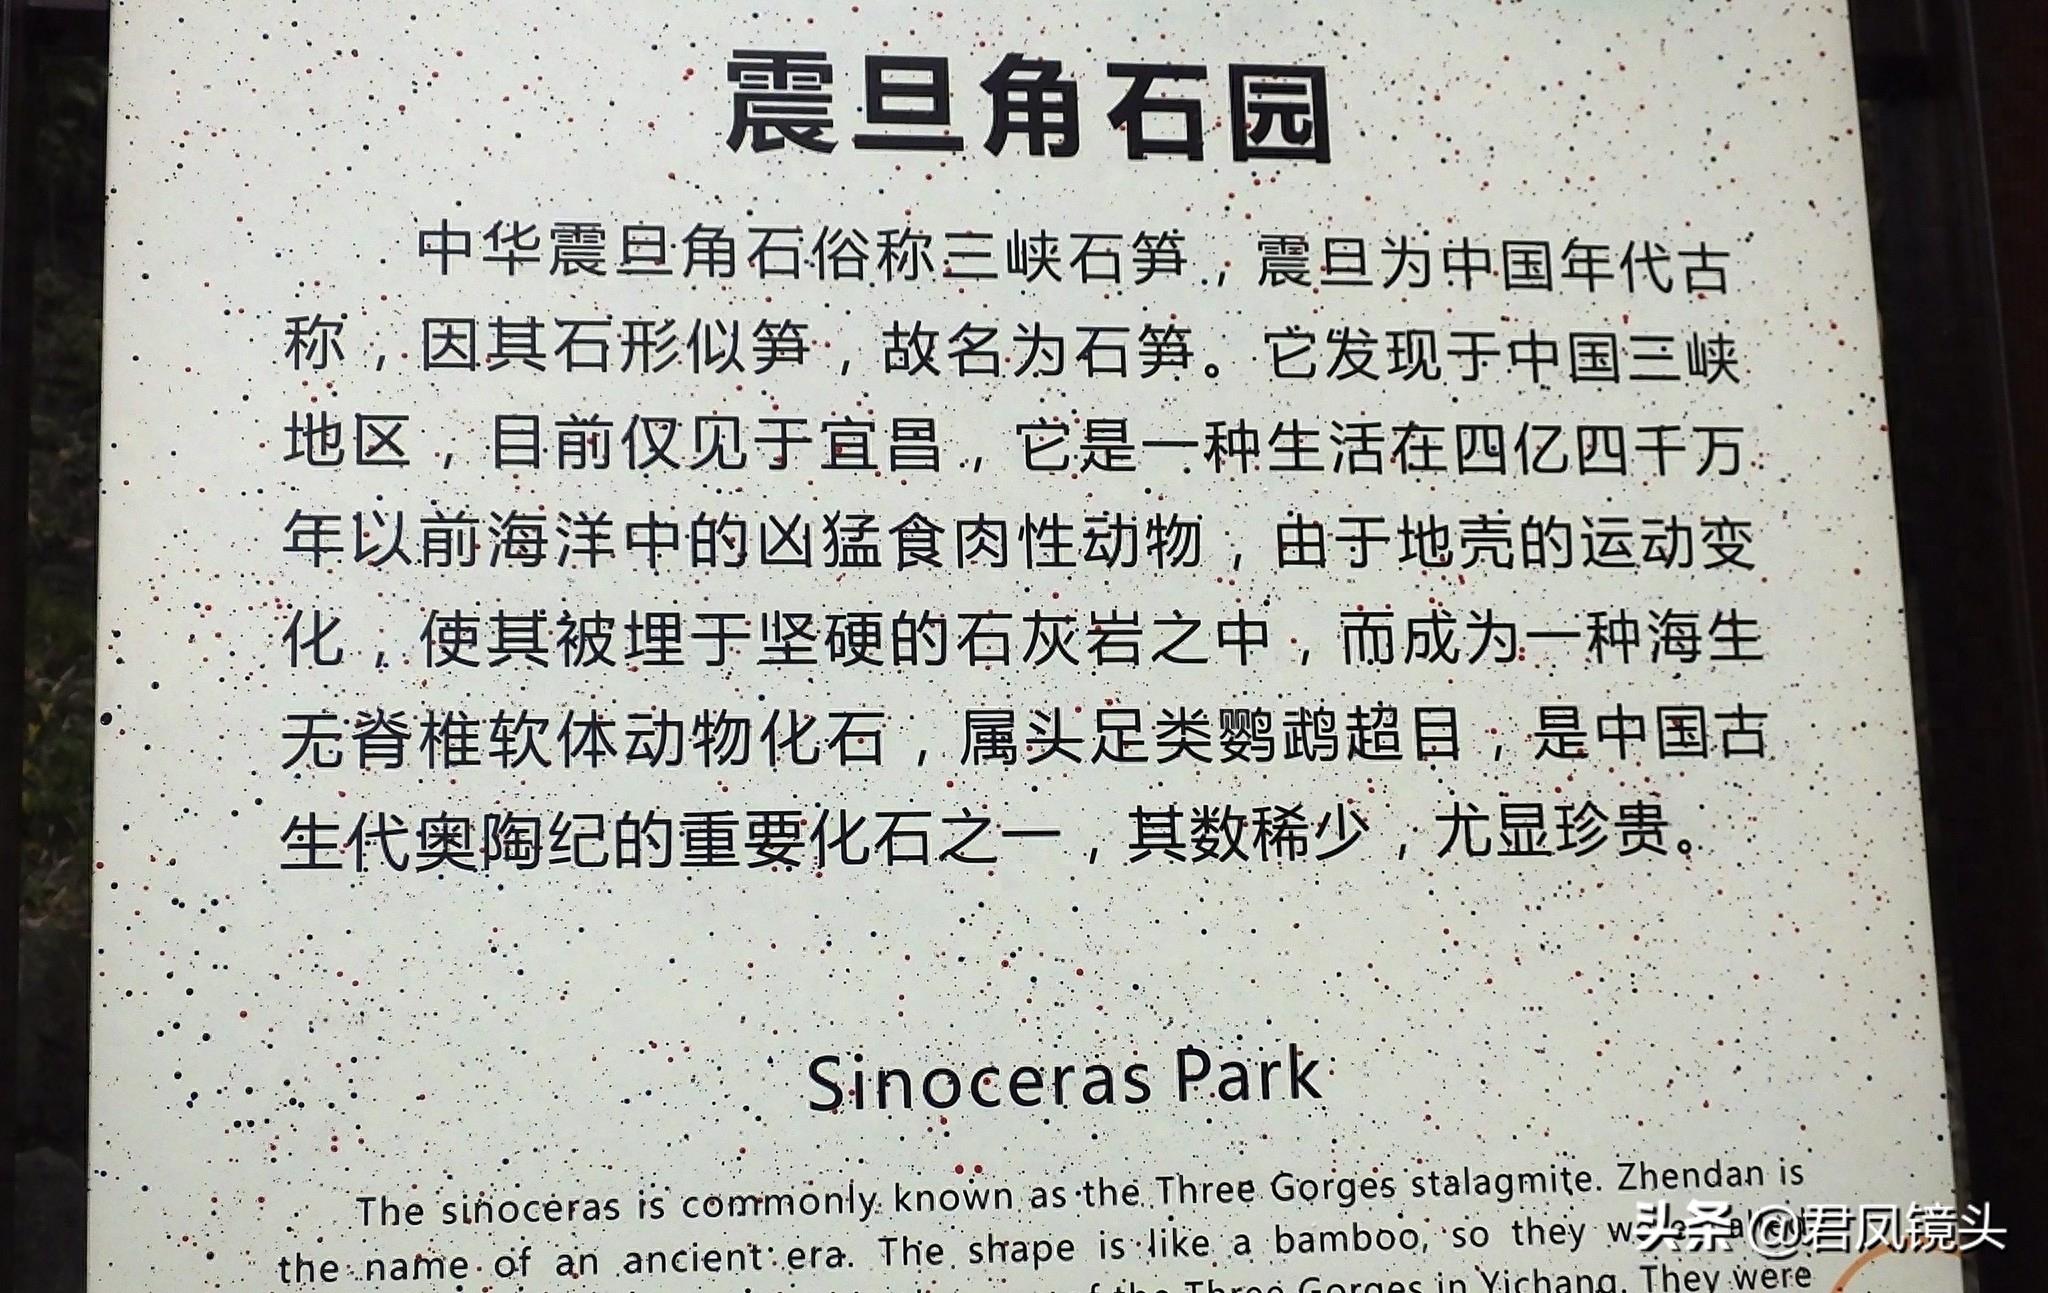 震旦角石园
中华震旦角石俗称三峡石笋，震旦为中国年代古
称，因其石形似笋，故名为石笋。它发现于中国三峡
地区，目前仅见于宜昌，它是一种生活在四亿四千万
年以前海洋中的凶猛食肉性动物，由于地壳的运动变
化，使其被埋于坚硬的石灰岩之中，而成为一种海生
无脊椎软体动物化石，属头足类鹦鹉超目，是中国古
生代奥陶纪的重要化石之一，其数稀少，尤显珍贵。
Sinoceras Park
The sinoceras is commonly known as the Three Gorges stalagmite. Zhendan is
the name of an ancient era. The shape is like a bamboo, so they
the Three Gorges in Yichang. They were
头条 @君凤镜头